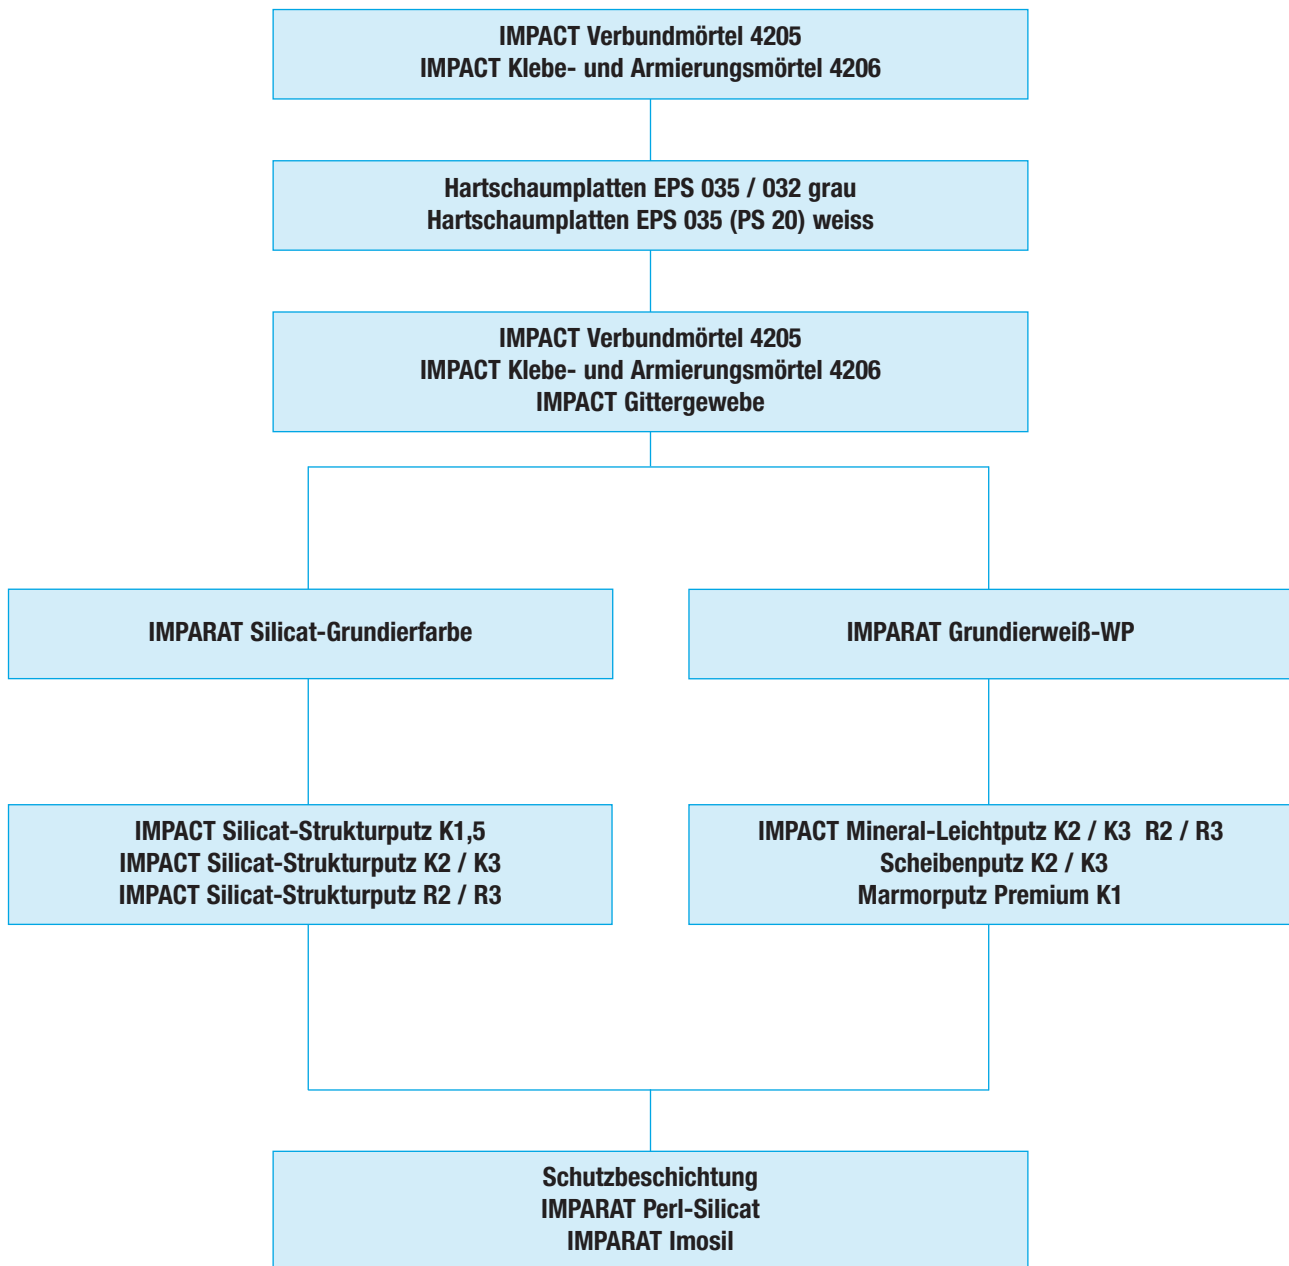 IMPACT Verbundmörtel 4205
IMPACT Klebe- und Armierungsmörtel 4206
Hartschaumplatten EPS 035 / 032 grau
Hartschaumplatten EPS 035 (PS 20) weiss
IMPACT Verbundmörtel 4205
IMPACT Klebe- und Armierungsmörtel 4206
IMPACT Gittergewebe
IMPARAT Silicat-Grundierfarbe
IMPARAT Grundierweiß-WP
IMPACT Silicat-Strukturputz K1,5
IMPACT Silicat-Strukturputz K2 / K3
IMPACT Silicat-Strukturputz R2 / R3
IMPACT Mineral-Leichtputz K2 / K3 R2 / R3
Scheibenputz K2 / K3
Marmorputz Premium K1
Schutzbeschichtung
IMPARAT Perl-Silicat
IMPARAT Imosil